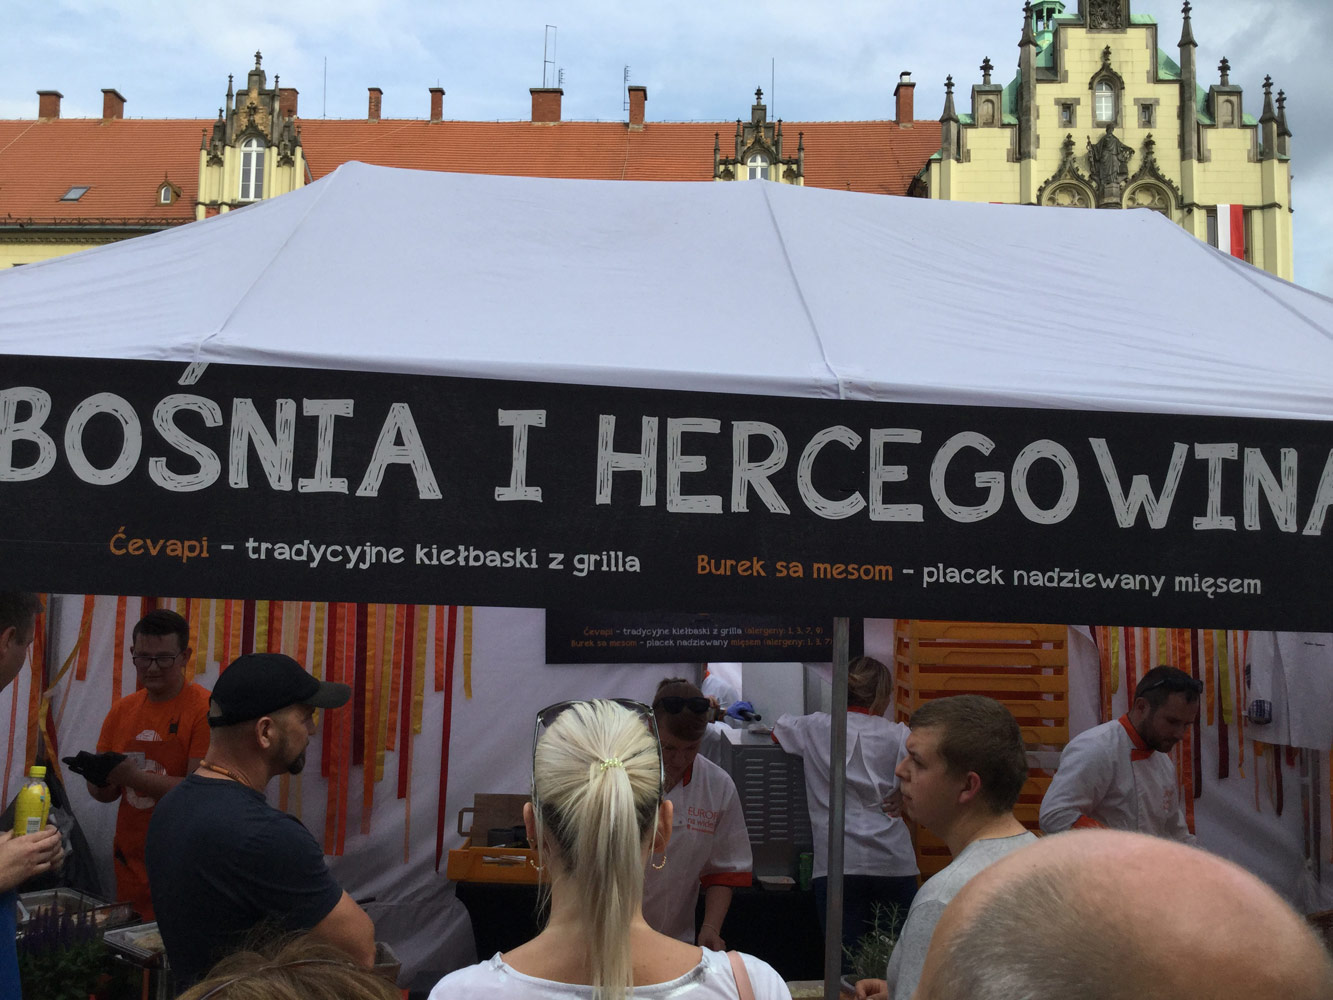 BOŚNIA I HERCEGOWINA
Ćevapi - tradycyjne kiełbaski z grilla
Burek sa mesom - placek nadziewany mięsem
Ćevapi - tradycyjne kiełbaski z grilla (alergeny: 1, 3, 7, 9)
Burek sa mesom - placek nadziewany mięsem (alergeny: 1, 3, 7)
na